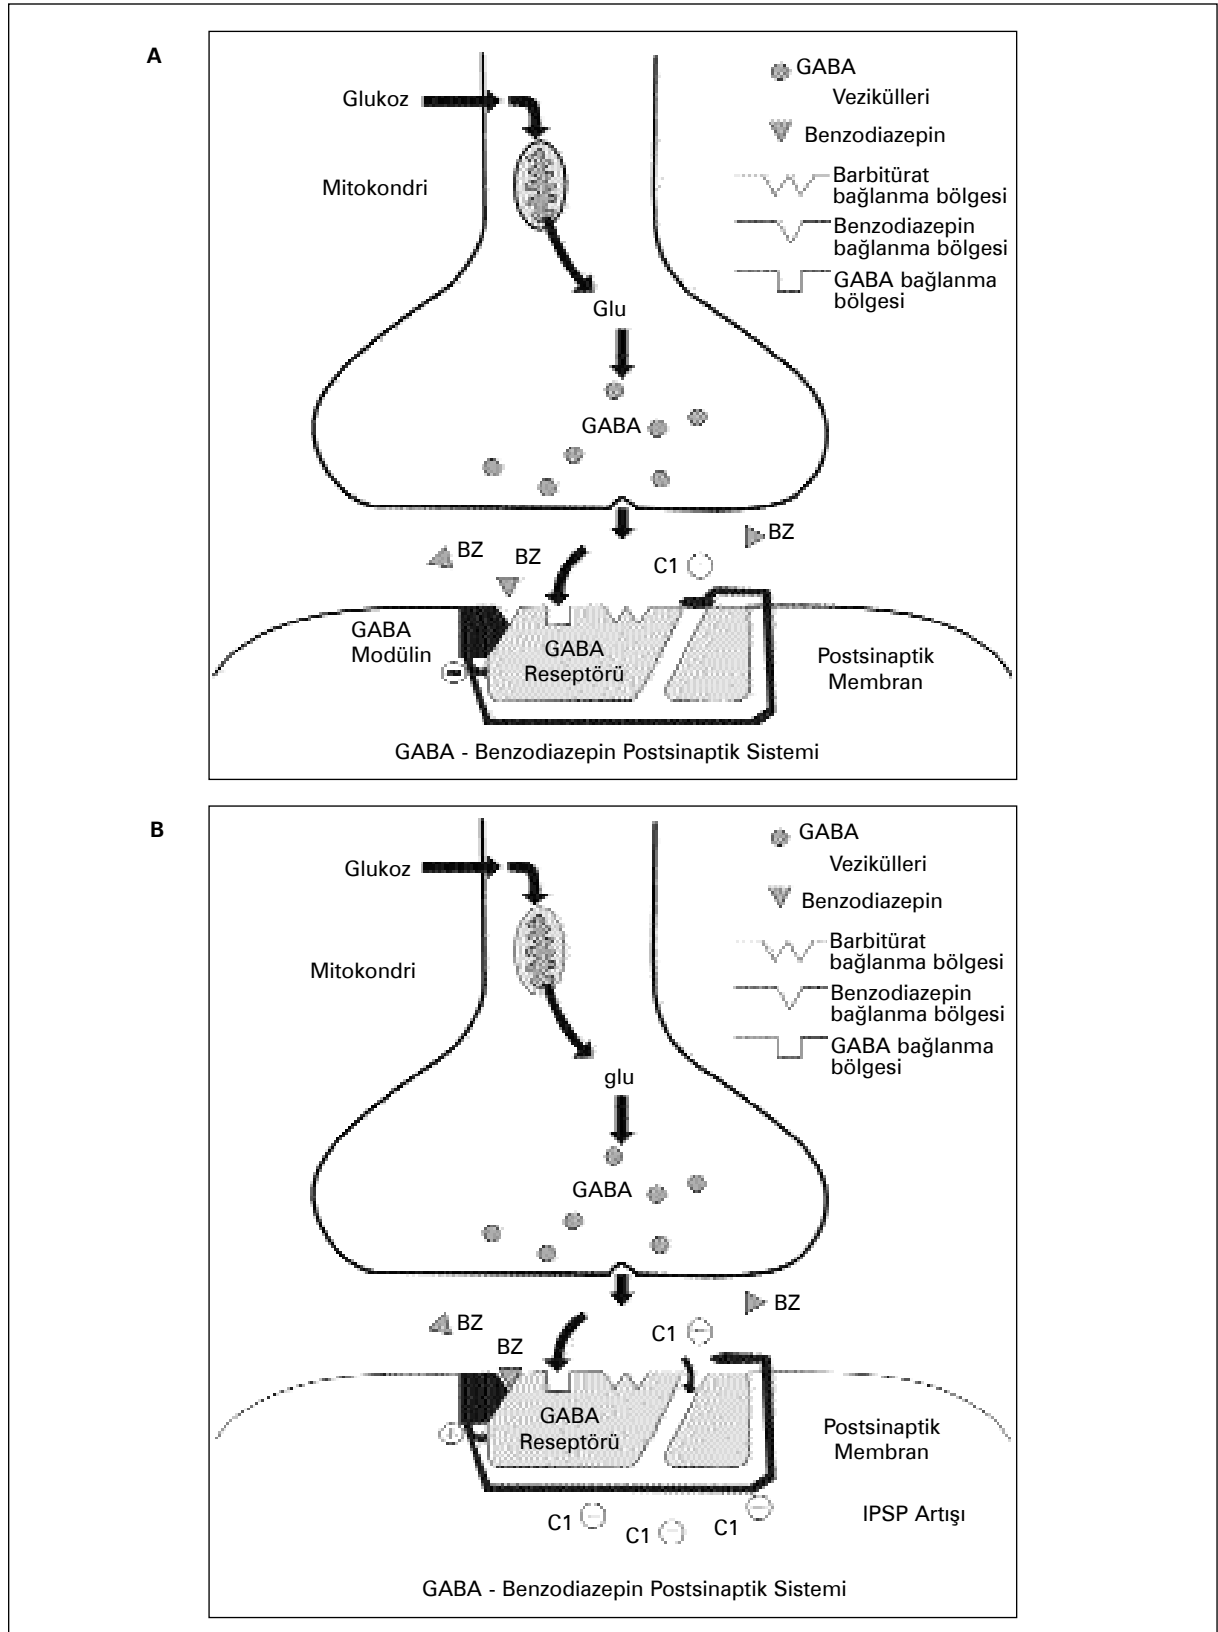 A
GABA
Vezikülleri
Glukoz
Benzodiazepin
Mitokondri
Barbitürat
bağlanma bölgesi
Benzodiazepin
bağlanma bölgesi
GABA bağlanma
bölgesi
Glu
GABA
BZ
BZ
BZ
C1
GABA
Modülin
GABA
Reseptörü
Postsinaptik
Membran
GABA - Benzodiazepin Postsinaptik Sistemi
B
GABA
Vezikülleri
Glukoz
Benzodiazepin
Mitokondri
Barbitürat
bağlanma bölgesi
Benzodiazepin
bağlanma bölgesi
GABA bağlanma
bölgesi
glu
GABA
BZ
BZ
BZ
C1
GABA
Reseptörü
Postsinaptik
Membran
C1
C1
C1
IPSP Artışı
GABA - Benzodiazepin Postsinaptik Sistemi